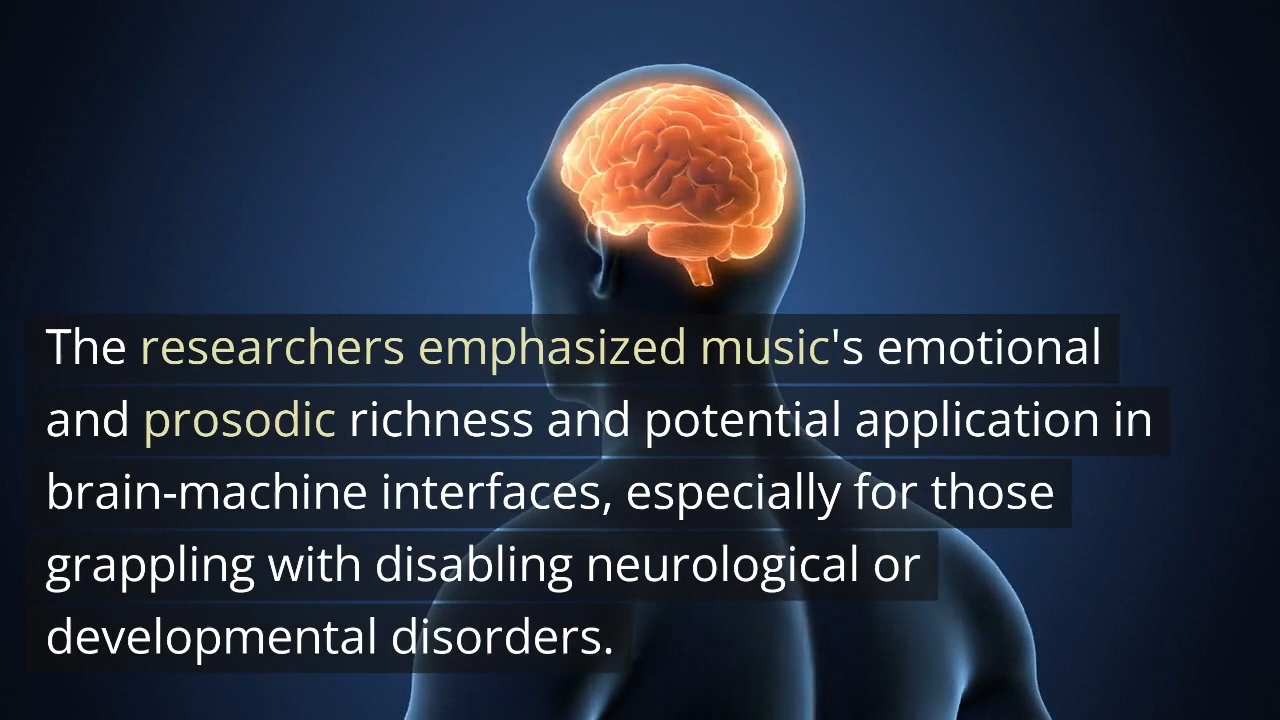 The researchers emphasized music's emotional
and prosodic richness and potential application in
brain-machine interfaces, especially for those
grappling with disabling neurological or
developmental disorders.